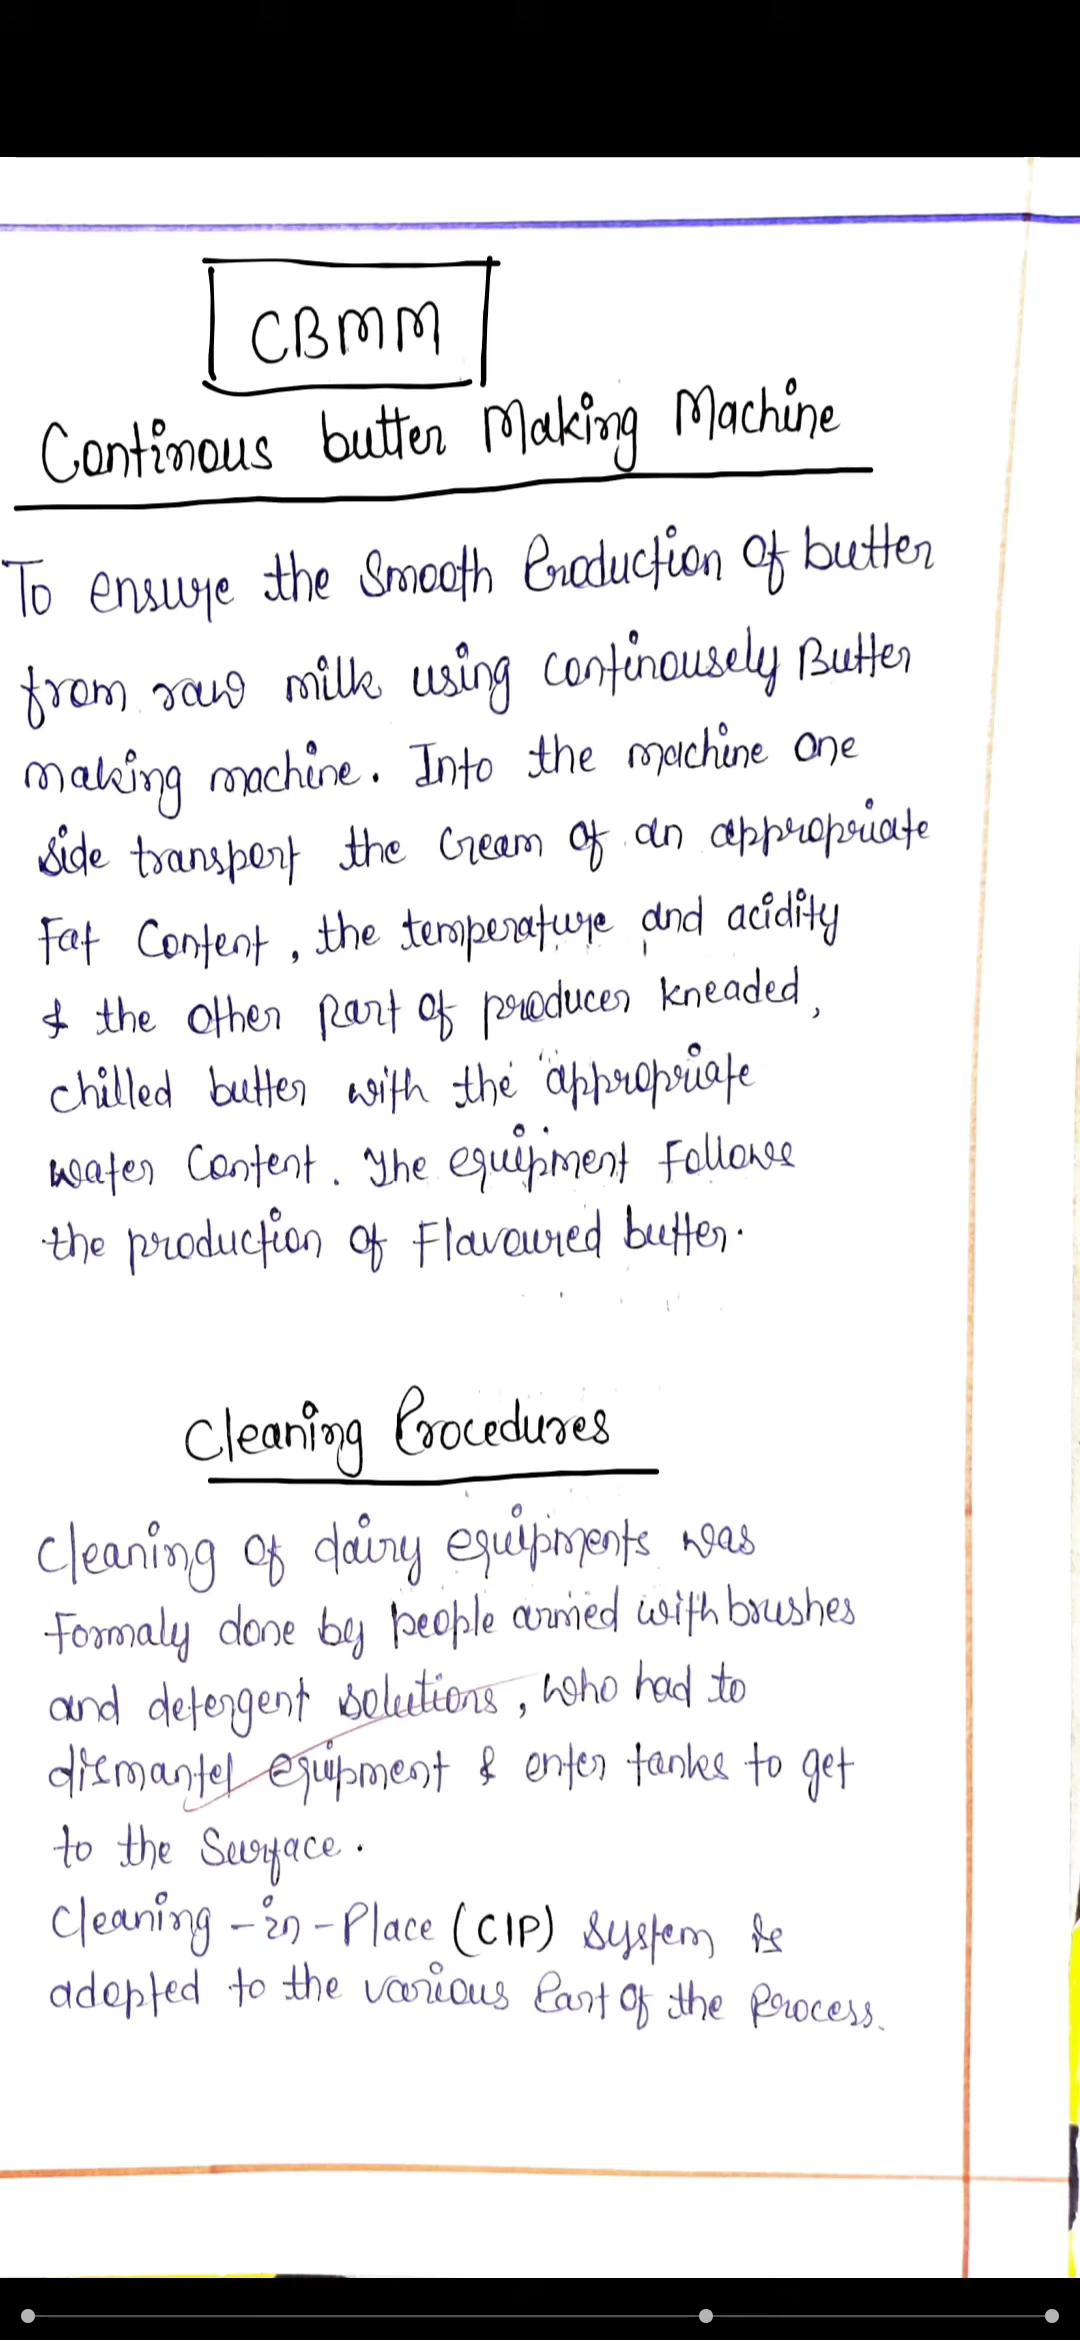 CBMM
Continous butter Making Machine
To ensure the Smooth Production of butter
from raw milk using continousely Butter
making machine. Into the machine one
side transport the Cream of an appropriate
Fat Content, the temperature and acidity
& the other part of producer kneaded,
chilled butter with the appropriate
water Content. The equipment Follows
the production of Flavoured butter.
Cleaning Procedures
Cleaning of dairy equipments was
Formaly done by people armed with brushes
and detergent solutions, who had to
dismantel equipment & enter tanks to get
to the Surface.
Cleaning-in-Place (CIP) System is
adopted to the various Part of the Process.